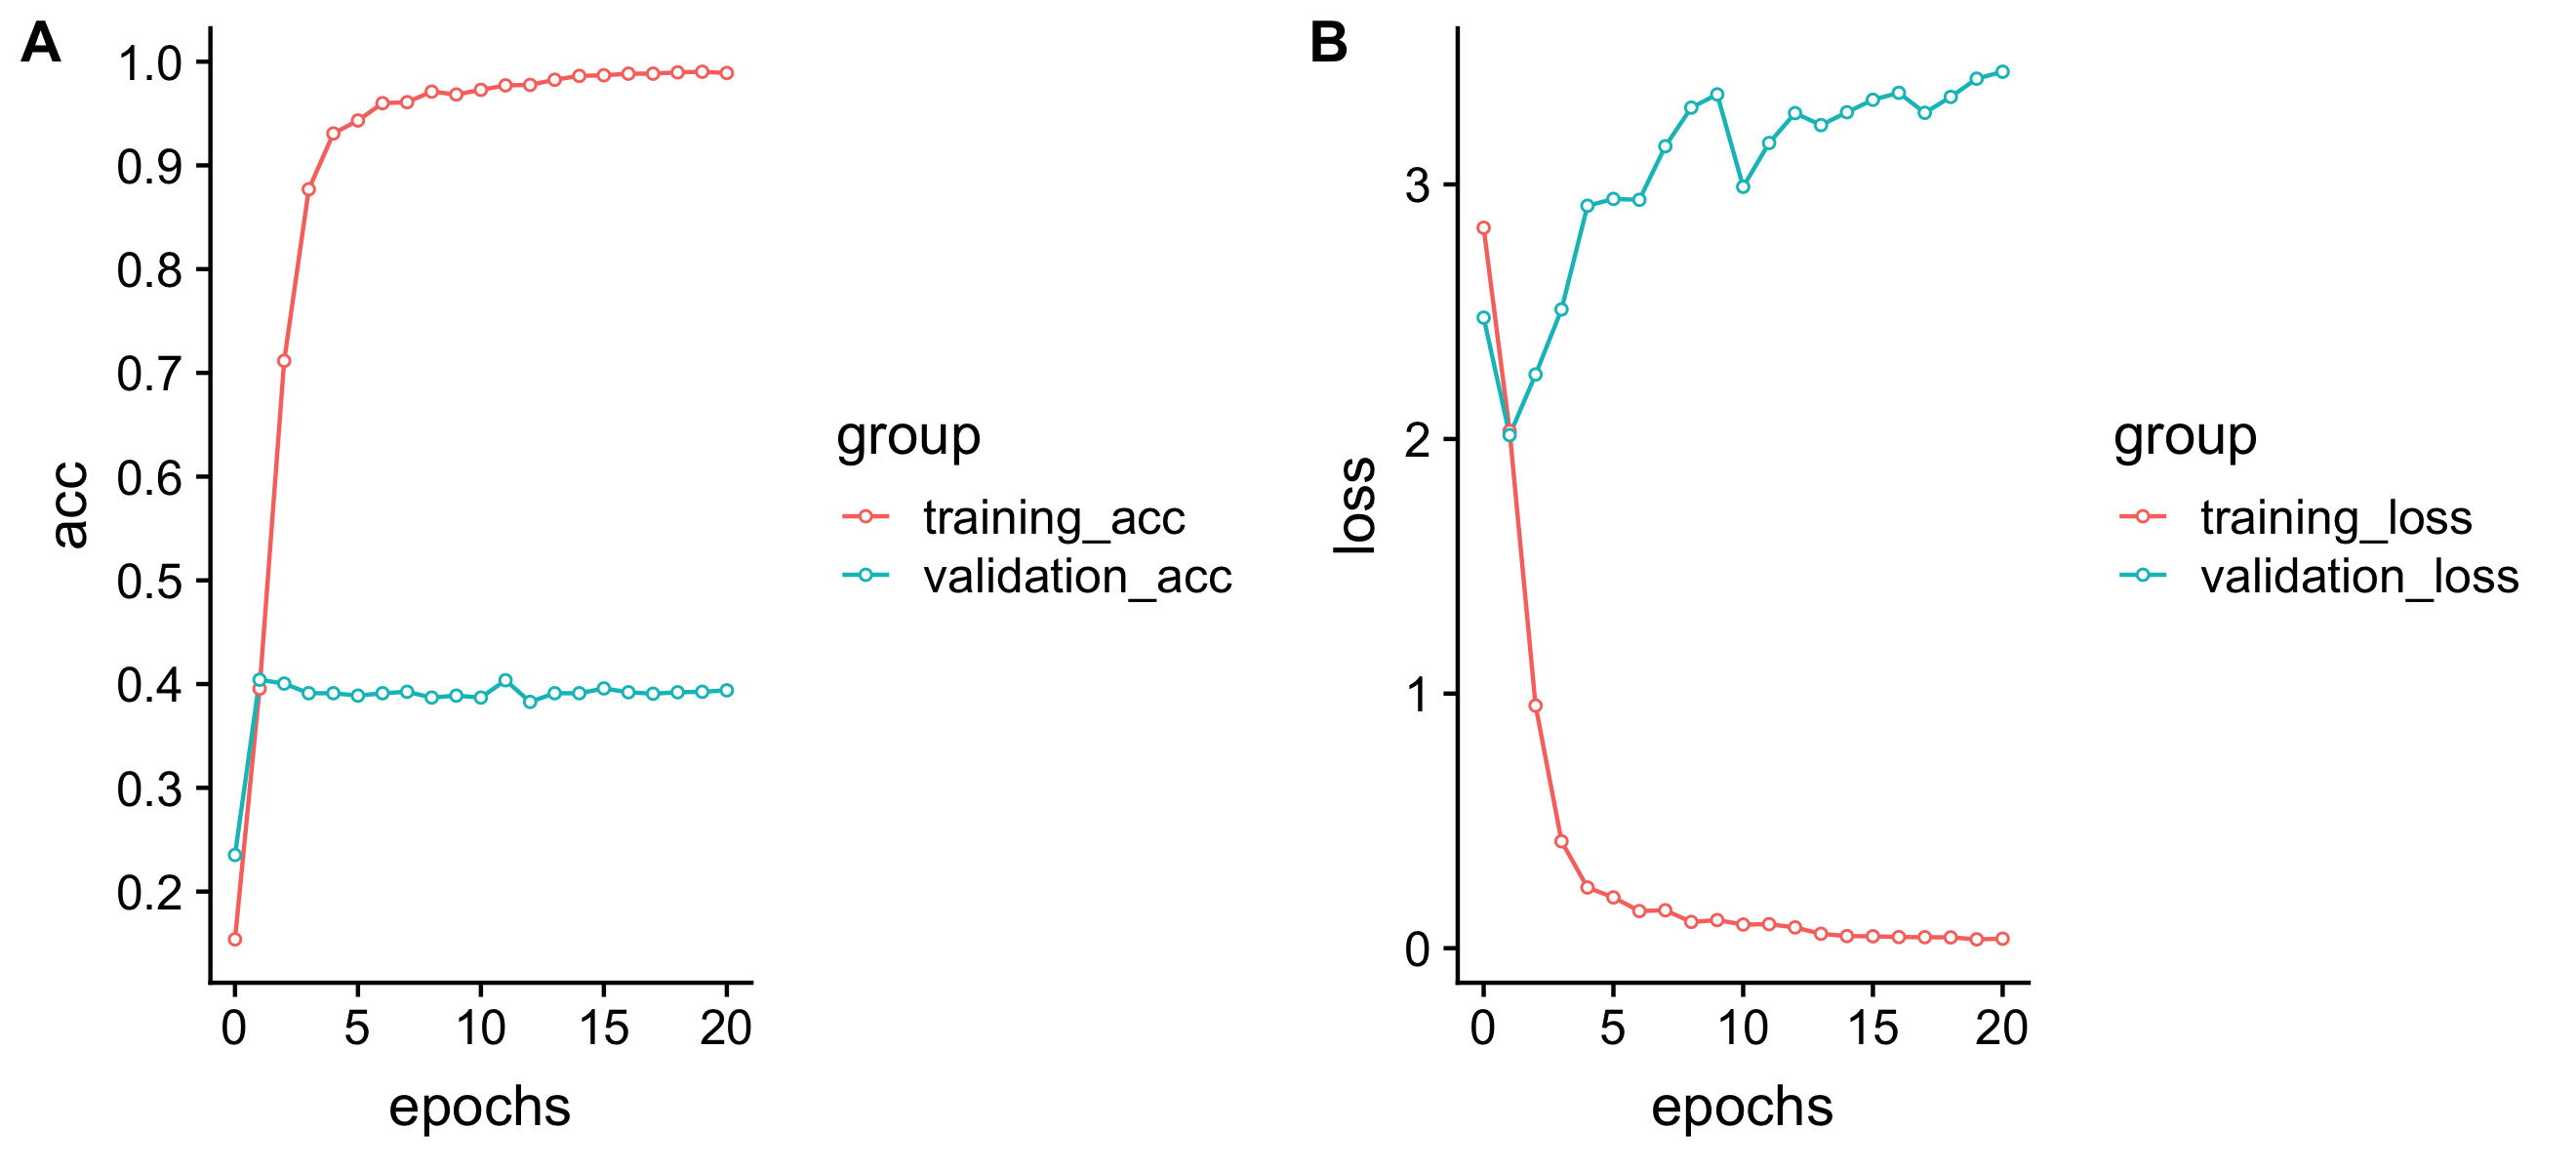 A
1.0
0.9
0.8
0.7
0.6
0.5
0.4
0.3
0.2
acc
0 5 10 15 20
epochs
group
training_acc
validation_acc
B
3
2
1
0
loss
0 5 10 15 20
epochs
group
training_loss
validation_loss